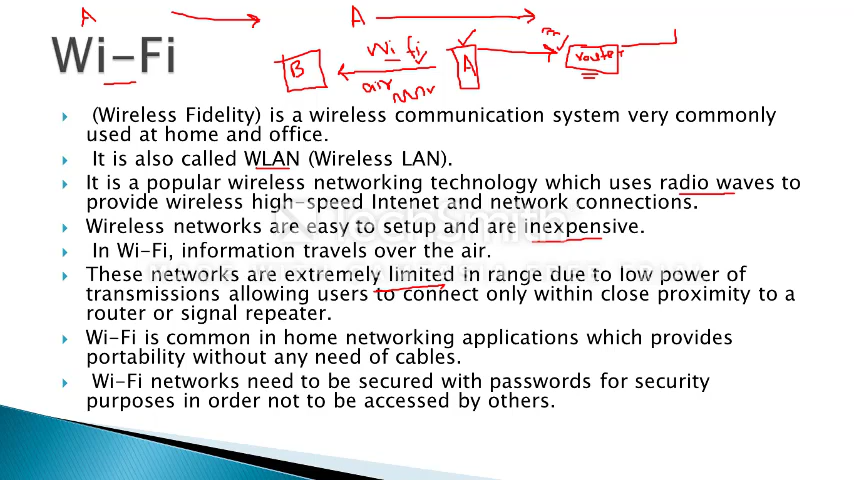 A
A
Wi-Fi
B
Wi fi
air
A
router
(Wireless Fidelity) is a wireless communication system very commonly
used at home and office.
It is also called WLAN (Wireless LAN).
It is a popular wireless networking technology which uses radio waves to
provide wireless high-speed Intenet and network connections.
Wireless networks are easy to setup and are inexpensive.
In Wi-Fi, information travels over the air.
These networks are extremely limited in range due to low power of
transmissions allowing users to connect only within close proximity to a
router or signal repeater.
Wi-Fi is common in home networking applications which provides
portability without any need of cables.
Wi-Fi networks need to be secured with passwords for security
purposes in order not to be accessed by others.
TechSmith